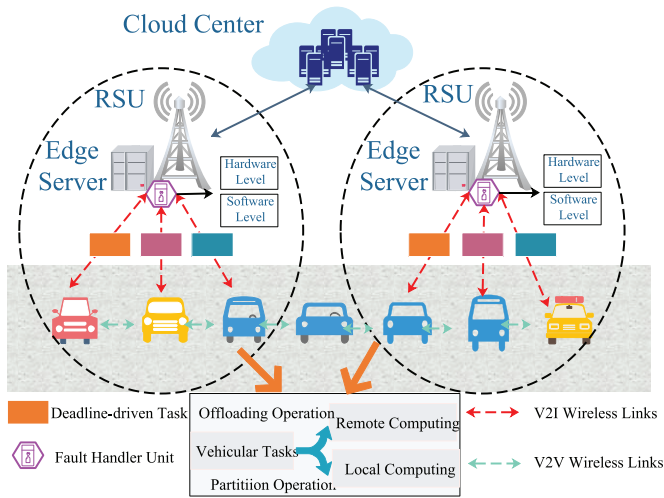 Cloud Center
RSU
RSU
Edge
Server
Hardware
Level
Software
Level
Edge
Server
Hardware
Level
Software
Level
Deadline-driven Task
Fault Handler Unit
Offloading Operation
Remote Computing
Vehicular Tasks
Local Computing
Partition Operation
V2I Wireless Links
V2V Wireless Links